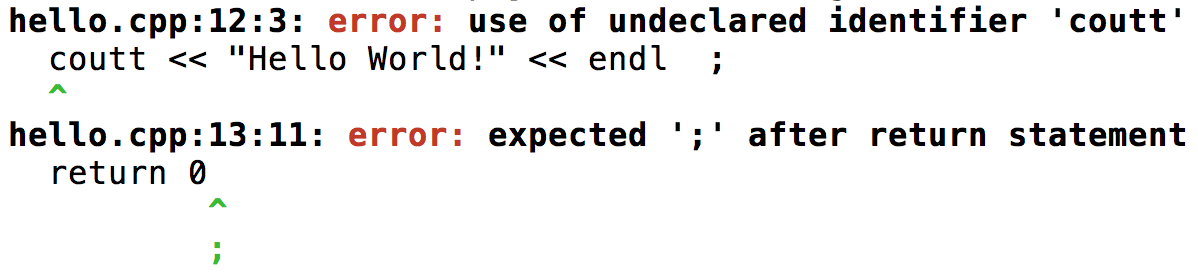 hello.cpp:12:3: error: use of undeclared identifier 'coutt'
  coutt << "Hello World!" << endl  ;
  ^
hello.cpp:13:11: error: expected ';' after return statement
  return 0
          ^
          ;